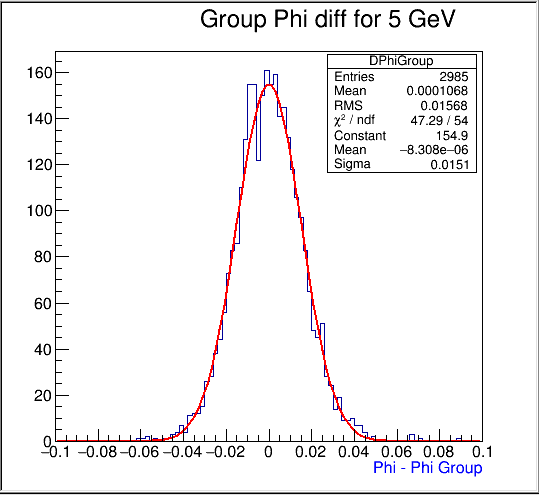 Group Phi diff for 5 GeV
DPhiGroup
Entries 2985
Mean 0.0001068
RMS 0.01568
χ² / ndf 47.29 / 54
Constant 154.9
Mean −8.308e−06
Sigma 0.0151
160
140
120
100
80
60
40
20
0
−0.1 −0.08 −0.06 −0.04 −0.02 0 0.02 0.04 0.06 0.08 0.1
Phi - Phi Group